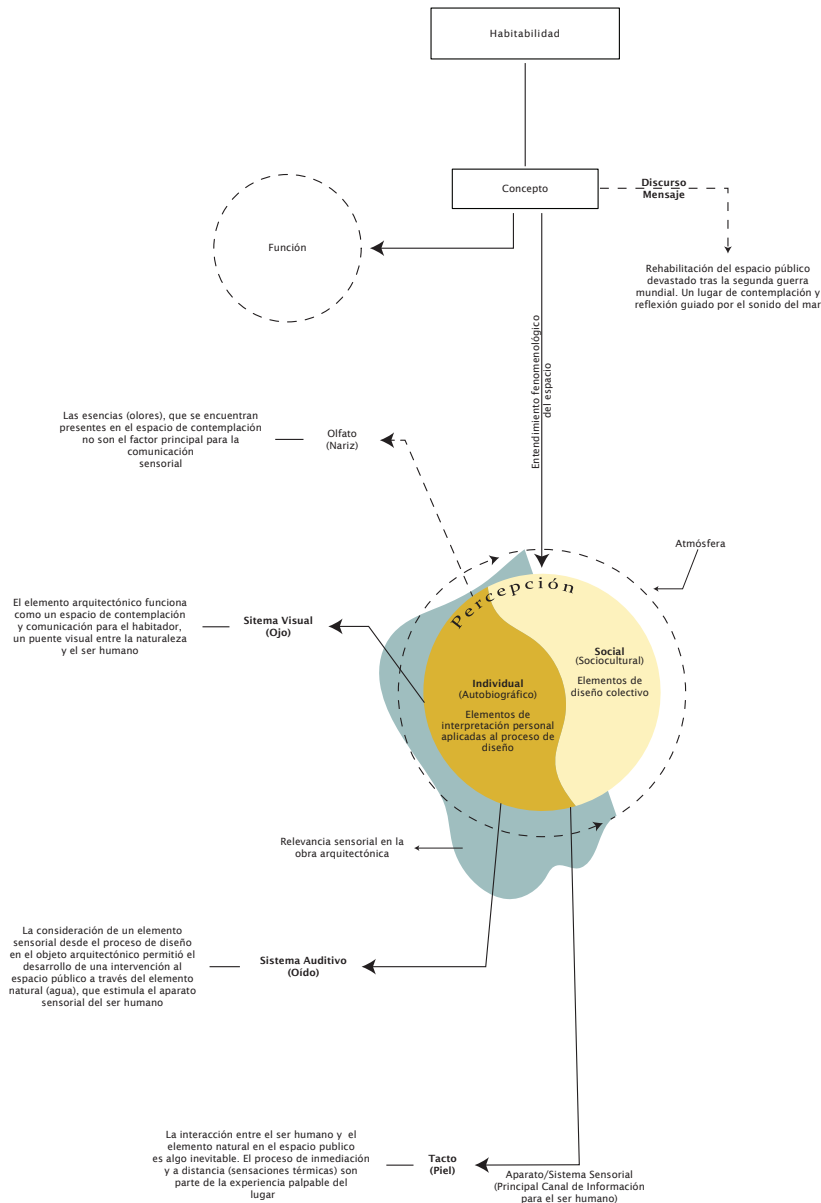 Habitabilidad
Concepto
Discurso
Mensaje
Función
Rehabilitación del espacio público
devastado tras la segunda guerra
mundial. Un lugar de contemplación y
reflexión guiado por el sonido del mar
Entendimiento fenomenológico
del espacio
Las esencias (olores), que se encuentran
presentes en el espacio de contemplación
no son el factor principal para la
comunicación
sensorial
Olfato
(Nariz)
Atmósfera
Percepción
El elemento arquitectónico funciona
como un espacio de contemplación
y comunicación para el habitador,
un puente visual entre la naturaleza
y el ser humano
Sitema Visual
(Ojo)
Social
(Sociocultural)
Elementos de
diseño colectivo
Individual
(Autobiográfico)
Elementos de
interpretación personal
aplicadas al proceso de
diseño
Relevancia sensorial en la
obra arquitectónica
La consideración de un elemento
sensorial desde el proceso de diseño
en el objeto arquitectónico permitió el
desarrollo de una intervención al
espacio público a través del elemento
natural (agua), que estimula el aparato
sensorial del ser humano
Sistema Auditivo
(Oído)
La interacción entre el ser humano y  el
elemento natural en el espacio publico
es algo inevitable. El proceso de inmediación
y a distancia (sensaciones térmicas) son
parte de la experiencia palpable del
lugar
Tacto
(Piel)
Aparato/Sistema Sensorial
(Principal Canal de Información
para el ser humano)